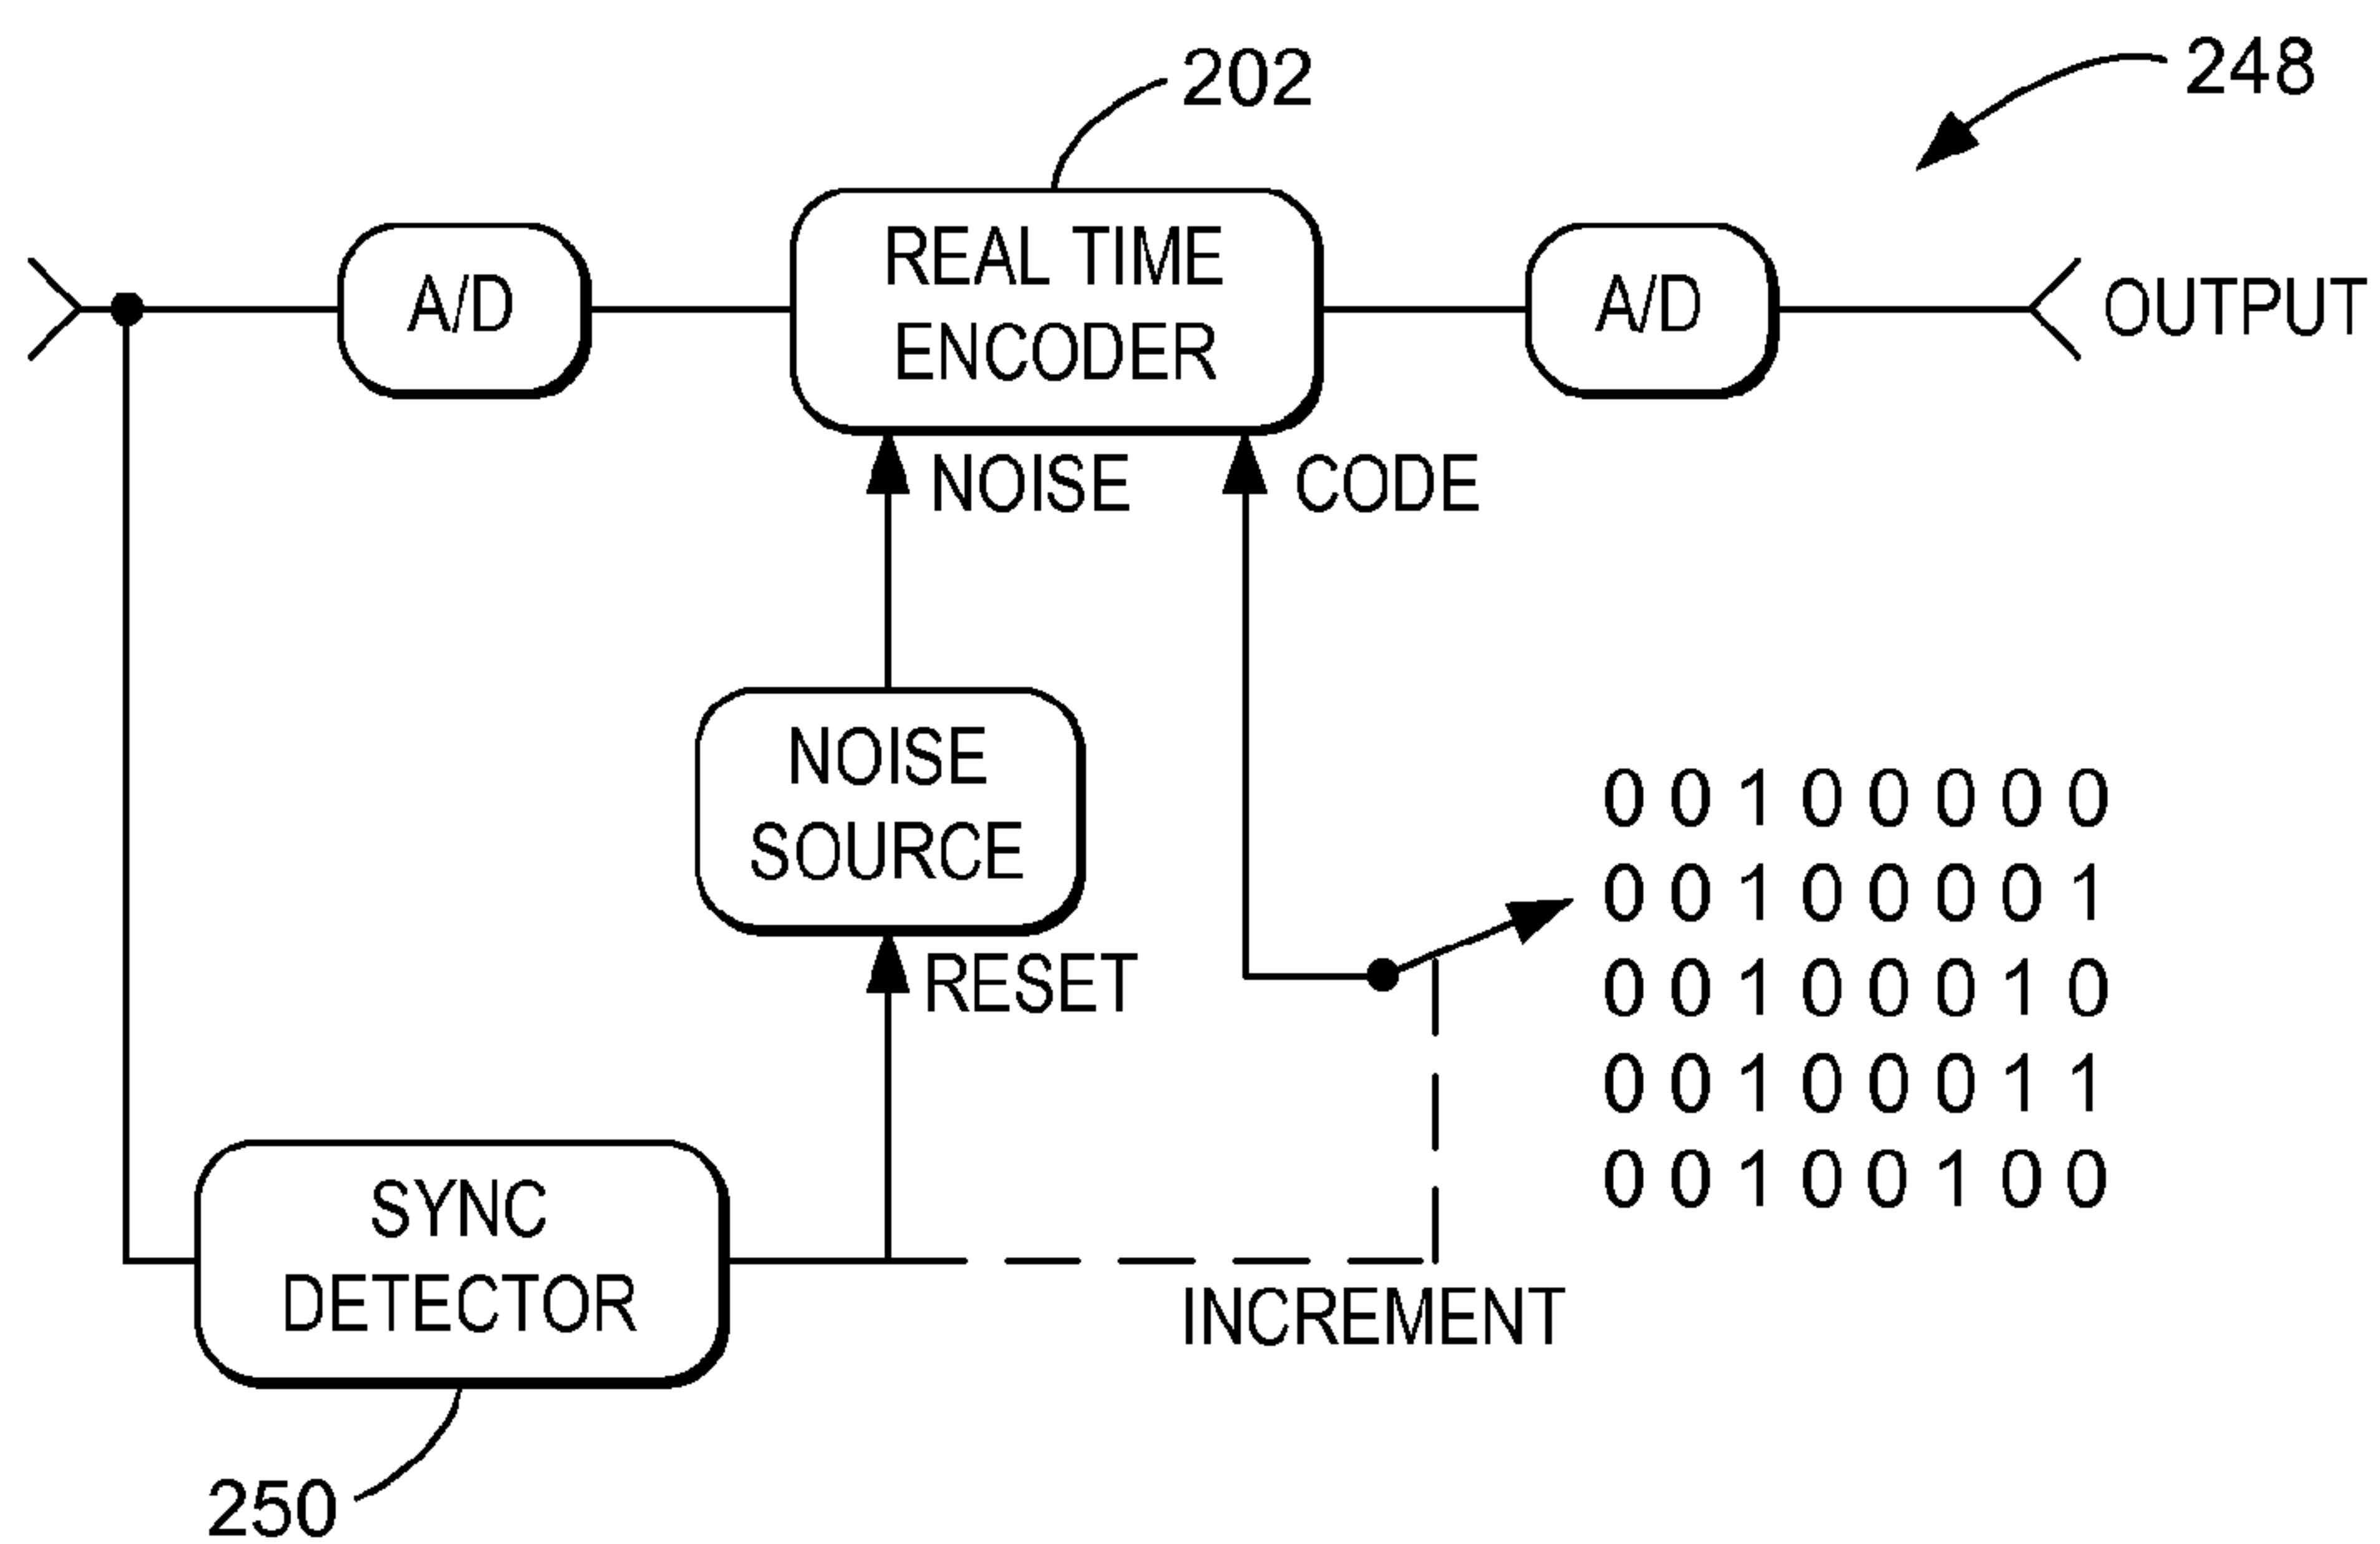 202
248
A/D
REAL TIME
ENCODER
A/D
OUTPUT
NOISE
CODE
NOISE
SOURCE
RESET
0 0 1 0 0 0 0 0
0 0 1 0 0 0 0 1
0 0 1 0 0 0 1 0
0 0 1 0 0 0 1 1
0 0 1 0 0 1 0 0
SYNC
DETECTOR
INCREMENT
250